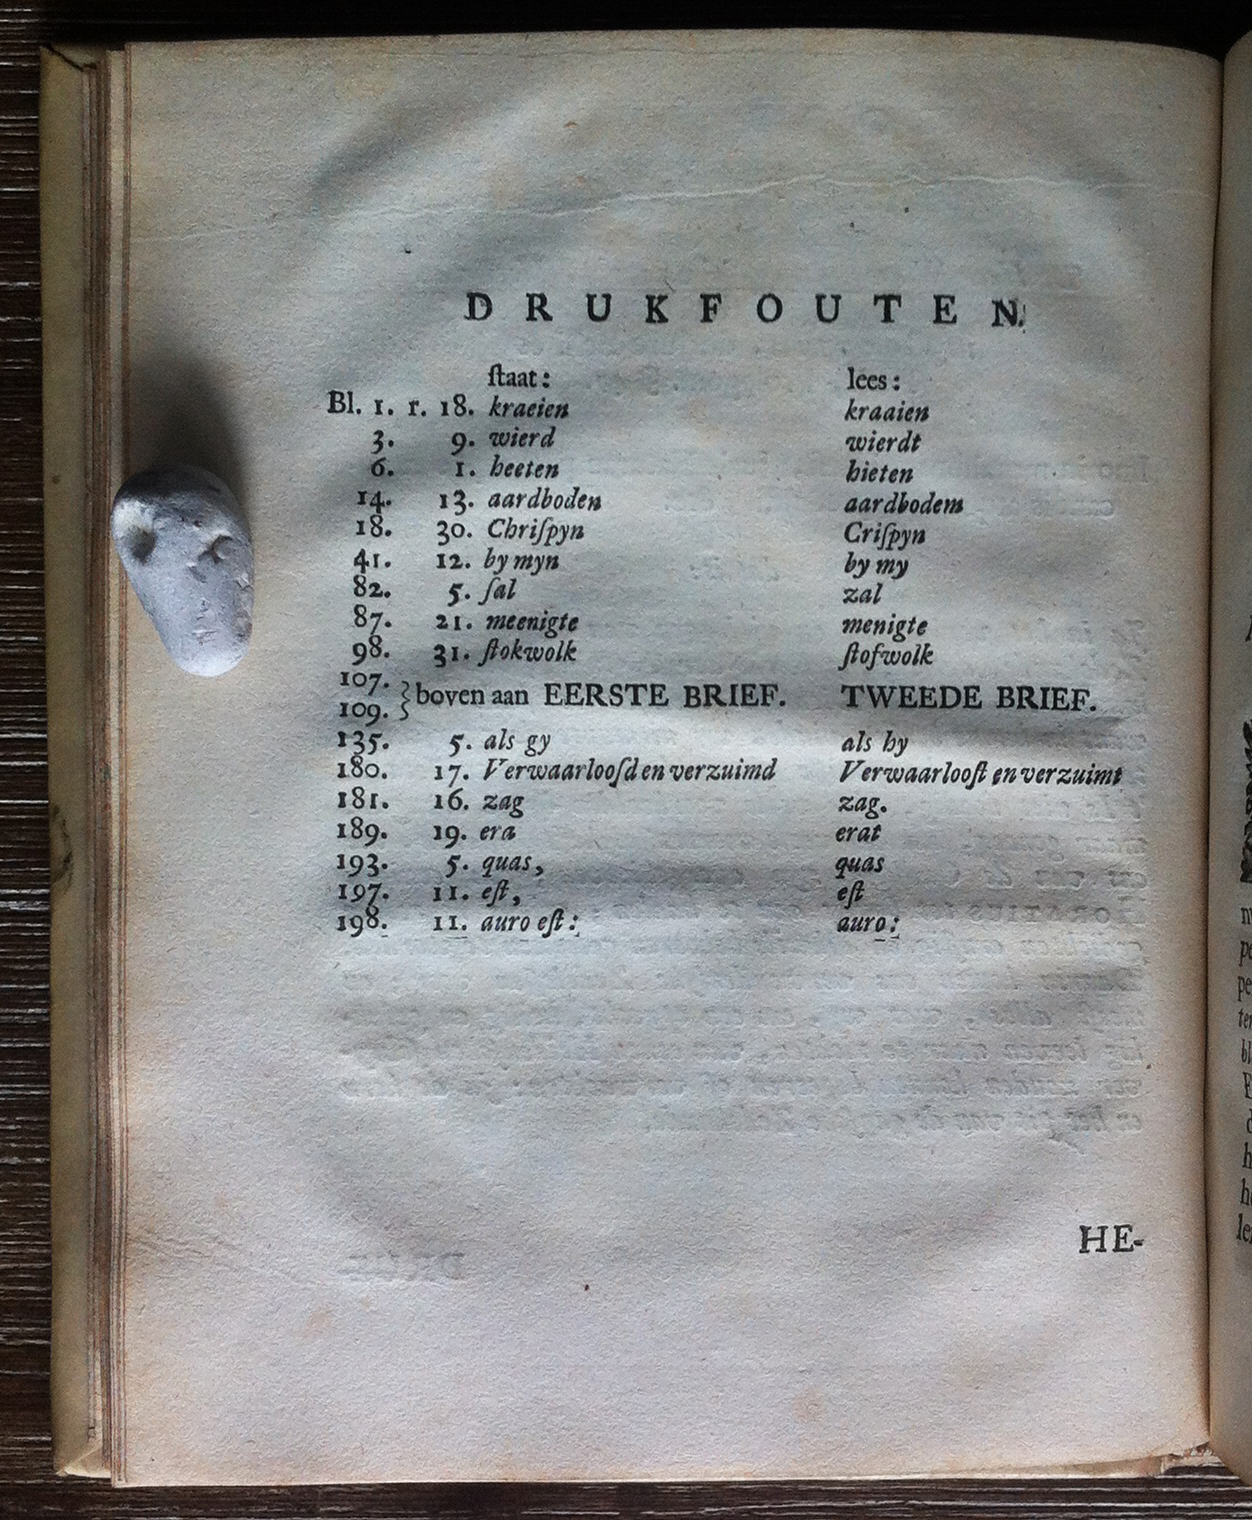 DRUKFOUTEN.
ſtaat: lees:
Bl. 1. r. 18. kraeien kraaien
3. 9. wierd wierdt
6. 1. heeten hieten
14. 13. aardboden aardbodem
18. 30. Chriſpyn Criſpyn
41. 12. by myn by my
82. 5. ſal zal
87. 21. meenigte menigte
98. 31. ſtokwolk ſtofwolk
107.
109. } boven aan EERSTE BRIEF. TWEEDE BRIEF.
135. 5. als gy als hy
180. 17. Verwaarlooſd en verzuimd Verwaarlooſt en verzuimt
181. 16. zag zag.
189. 19. era erat
193. 5. quas, quas
197. 11. eſt, eſt
198. 11. auro eſt: auro:
HE-